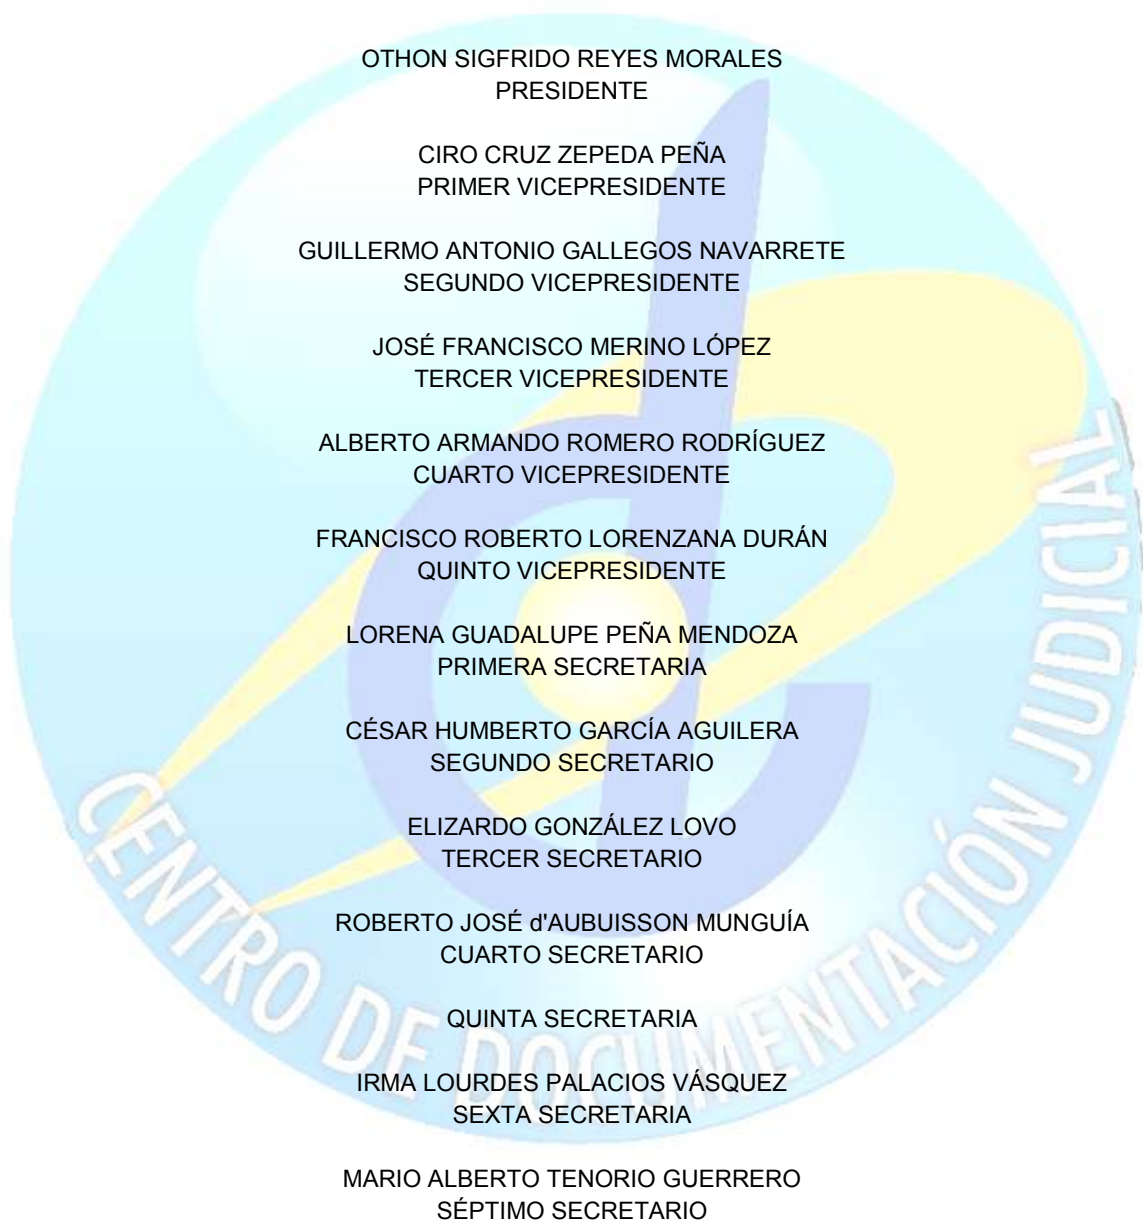 OTHON SIGFRIDO REYES MORALES
PRESIDENTE
CIRO CRUZ ZEPEDA PEÑA
PRIMER VICEPRESIDENTE
GUILLERMO ANTONIO GALLEGOS NAVARRETE
SEGUNDO VICEPRESIDENTE
JOSÉ FRANCISCO MERINO LÓPEZ
TERCER VICEPRESIDENTE
ALBERTO ARMANDO ROMERO RODRÍGUEZ
CUARTO VICEPRESIDENTE
FRANCISCO ROBERTO LORENZANA DURÁN
QUINTO VICEPRESIDENTE
LORENA GUADALUPE PEÑA MENDOZA
PRIMERA SECRETARIA
CÉSAR HUMBERTO GARCÍA AGUILERA
SEGUNDO SECRETARIO
ELIZARDO GONZÁLEZ LOVO
TERCER SECRETARIO
ROBERTO JOSÉ d'AUBUISSON MUNGUÍA
CUARTO SECRETARIO
QUINTA SECRETARIA
IRMA LOURDES PALACIOS VÁSQUEZ
SEXTA SECRETARIA
MARIO ALBERTO TENORIO GUERRERO
SÉPTIMO SECRETARIO
CENTRO DE DOCUMENTACIÓN JUDICIAL